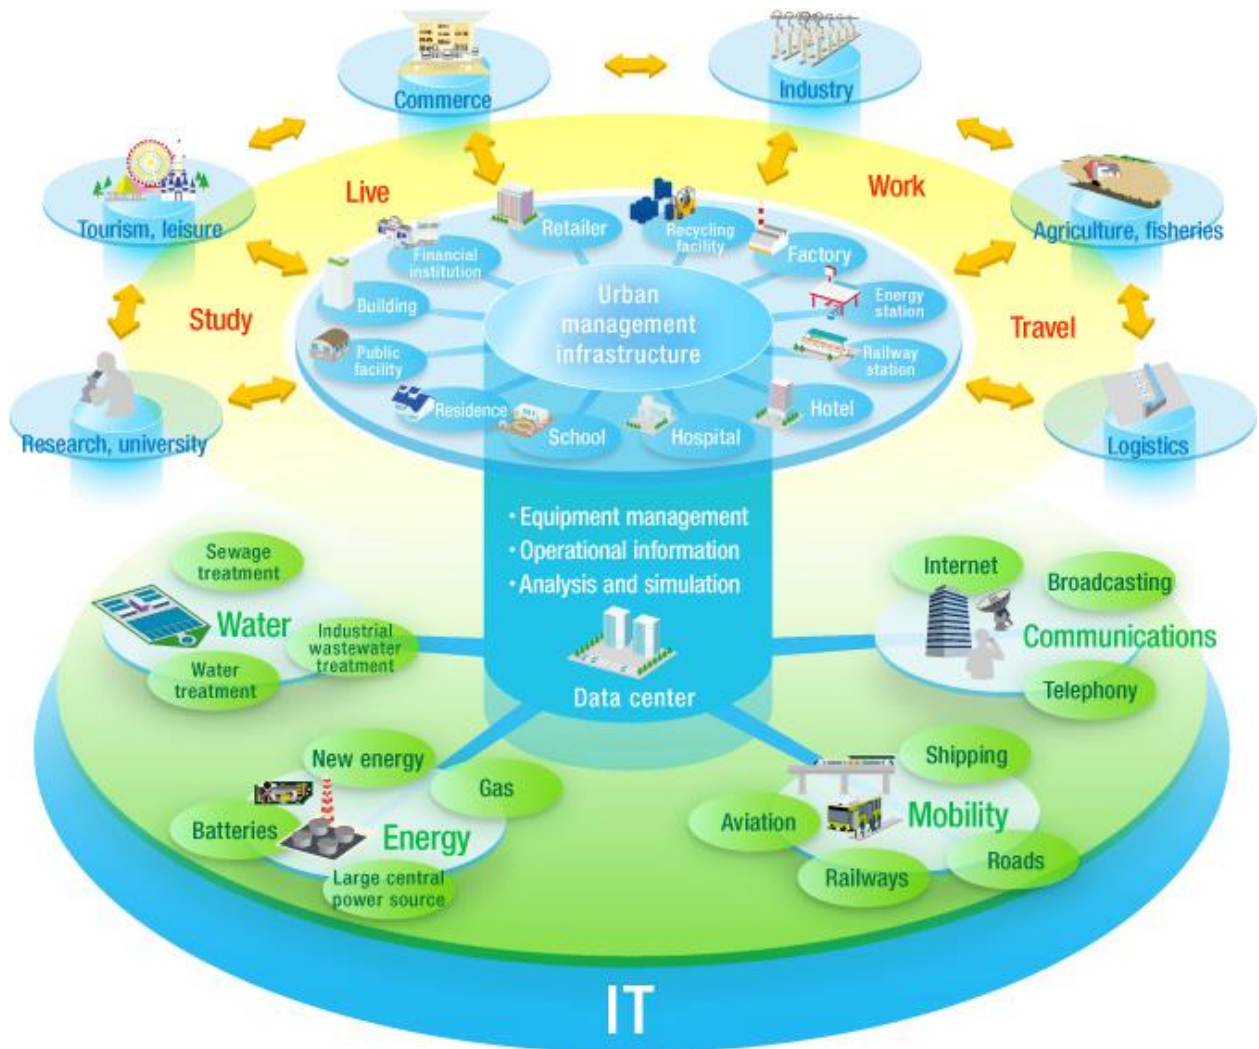 Commerce
Industry
Tourism, leisure
Live
Work
Agriculture, fisheries
Retailer
Recycling
facility
Financial
institution
Factory
Building
Urban
management
infrastructure
Energy
station
Study
Travel
Public
facility
Railway
station
Residence
School
Hospital
Hotel
Research, university
Logistics
• Equipment management
• Operational information
• Analysis and simulation
Data center
Sewage
treatment
Water
Industrial
wastewater
treatment
Water
treatment
Internet
Broadcasting
Communications
Telephony
New energy
Gas
Batteries
Energy
Large central
power source
Shipping
Aviation
Mobility
Railways
Roads
IT